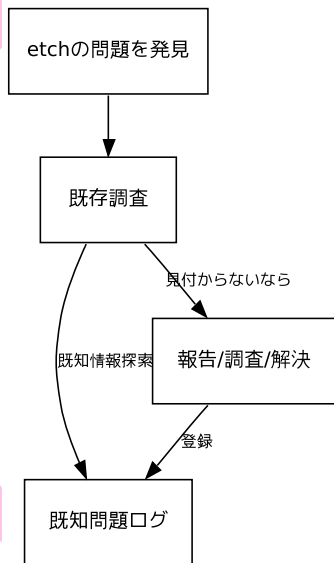 etchの問題を発見
既存調査
見付からないなら
報告/調査/解決
既知情報探索
登録
既知問題ログ